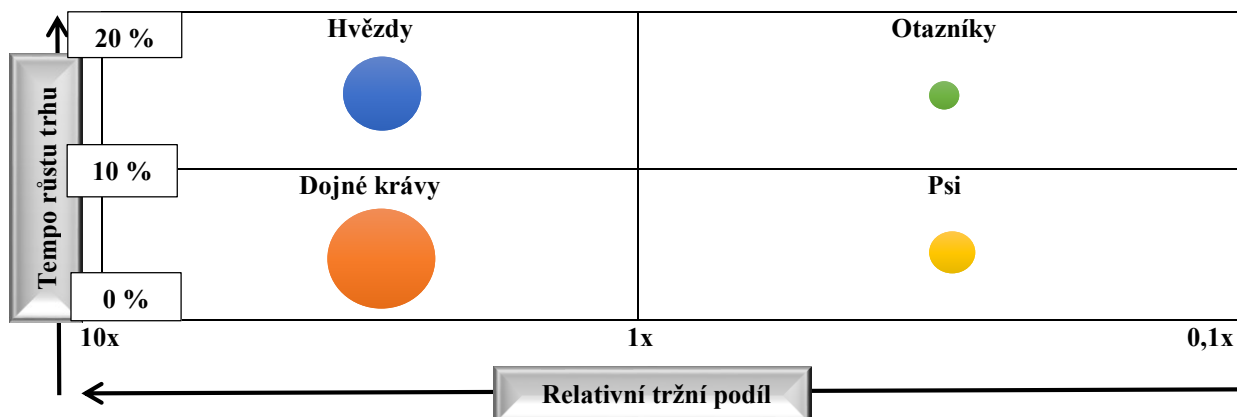 20 %
Hvězdy
Otazníky
Tempo růstu trhu
10 %
Dojné krávy
Psi
0 %
10x
1x
0,1x
Relativní tržní podíl